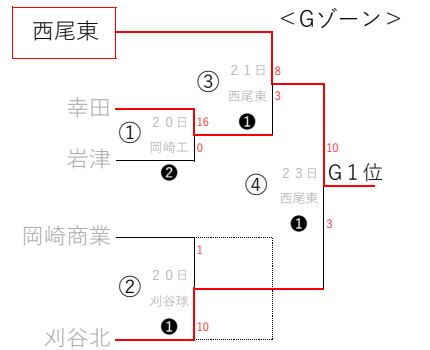 ＜Gゾーン＞
西尾東
③
２１日
8
西尾東
3
❶
幸田
①
２０日
16
岡崎工
0
岩津
❷
10
④
２３日
G１位
西尾東
❶
3
岡崎商業
1
②
２０日
刈谷球
❶
10
刈谷北